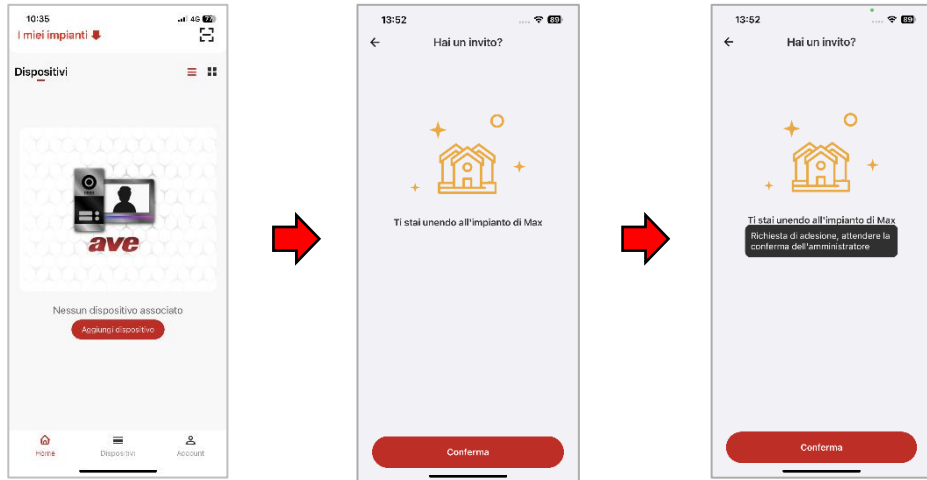 10:35
4G 77
I miei impianti
Dispositivi
ave
Nessun dispositivo associato
Aggiungi dispositivo
Home
Dispositivi
Account
13:52
89
Hai un invito?
Ti stai unendo all'impianto di Max
Conferma
13:52
89
Hai un invito?
Ti stai unendo all'impianto di Max
Richiesta di adesione, attendere la
conferma dell'amministratore
Conferma